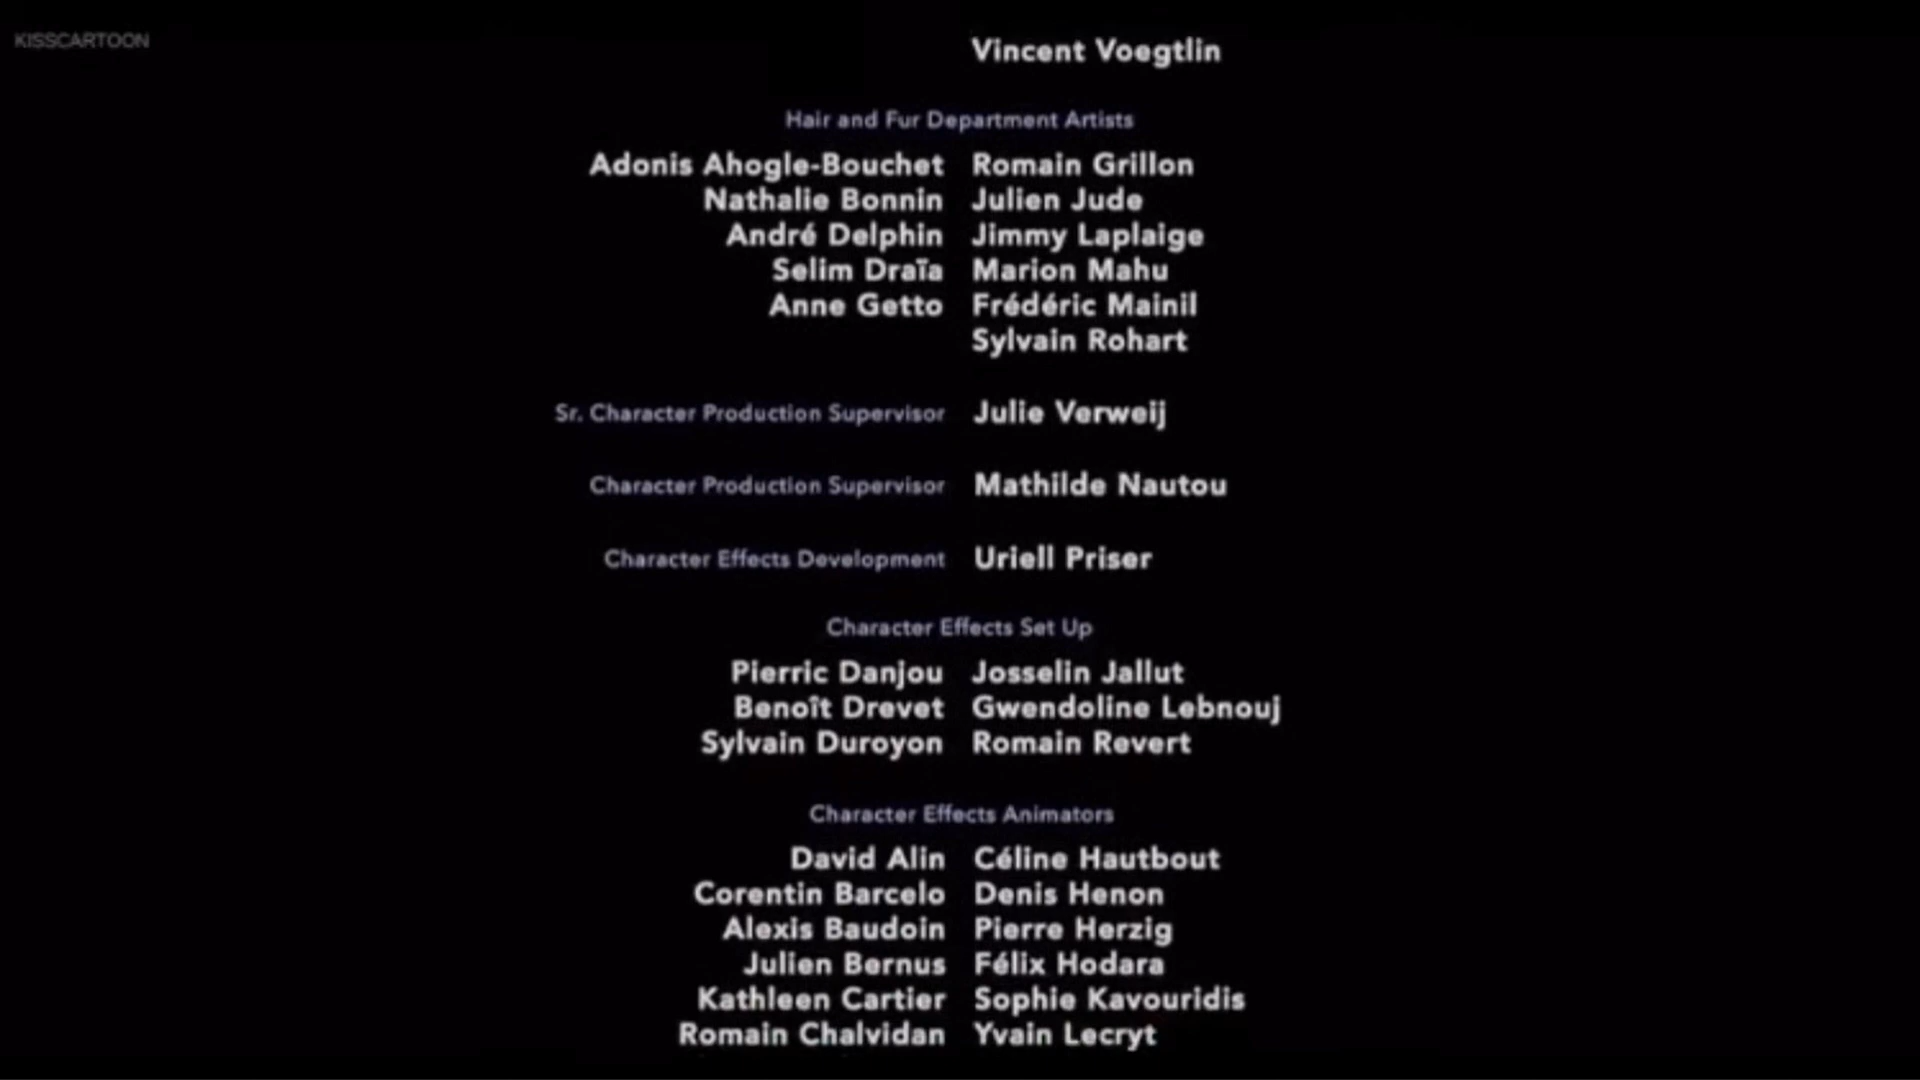 KISSCARTOON
Vincent Voegtlin
Hair and Fur Department Artists
Adonis Ahogle-Bouchet Romain Grillon
Nathalie Bonnin Julien Jude
André Delphin Jimmy Laplaige
Selim Draïa Marion Mahu
Anne Getto Frédéric Mainil
Sylvain Rohart
Sr. Character Production Supervisor Julie Verweij
Character Production Supervisor Mathilde Nautou
Character Effects Development Uriell Priser
Character Effects Set Up
Pierric Danjou Josselin Jallut
Benoît Drevet Gwendoline Lebnouj
Sylvain Duroyon Romain Revert
Character Effects Animators
David Alin Céline Hautbout
Corentin Barcelo Denis Henon
Alexis Baudoin Pierre Herzig
Julien Bernus Félix Hodara
Kathleen Cartier Sophie Kavouridis
Romain Chalvidan Yvain Lecryt